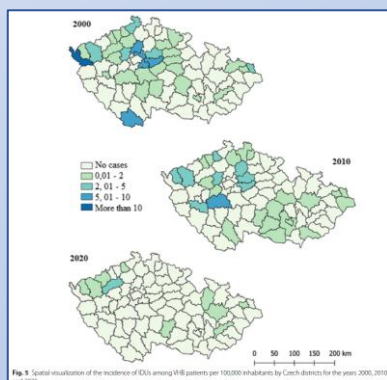 2000
No cases
0,01 - 2
2, 01 - 5
5, 01 - 10
More than 10
2010
2020
0 50 100 150 200 km
Fig. 5 Spatial visualization of the incidence of IDUs among VHB patients per 100,000 inhabitants by Czech districts for the years 2000, 2010